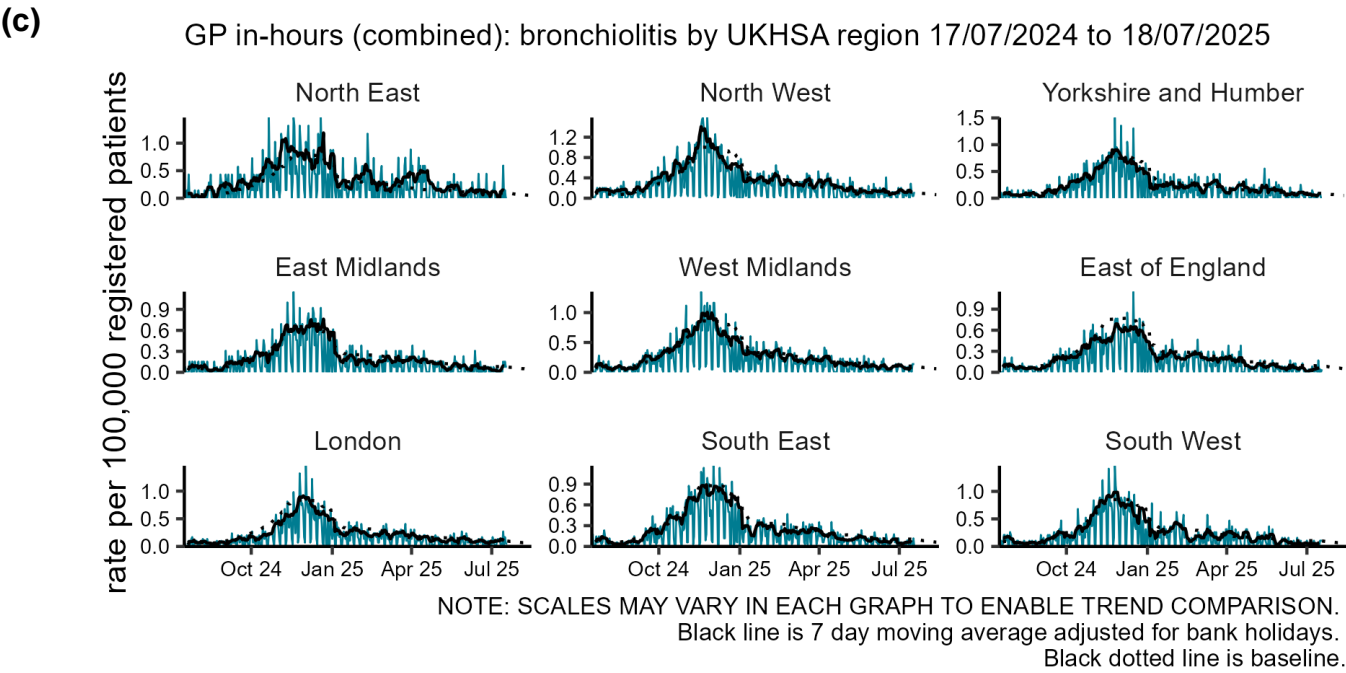 (c)
GP in-hours (combined): bronchiolitis by UKHSA region 17/07/2024 to 18/07/2025
rate per 100,000 registered patients
North East
1.0
0.5
0.0
North West
1.2
0.8
0.4
0.0
Yorkshire and Humber
1.5
1.0
0.5
0.0
East Midlands
0.9
0.6
0.3
0.0
West Midlands
1.0
0.5
0.0
East of England
0.9
0.6
0.3
0.0
London
1.0
0.5
0.0
Oct 24 Jan 25 Apr 25 Jul 25
South East
0.9
0.6
0.3
0.0
Oct 24 Jan 25 Apr 25 Jul 25
South West
1.0
0.5
0.0
Oct 24 Jan 25 Apr 25 Jul 25
NOTE: SCALES MAY VARY IN EACH GRAPH TO ENABLE TREND COMPARISON.
Black line is 7 day moving average adjusted for bank holidays.
Black dotted line is baseline.